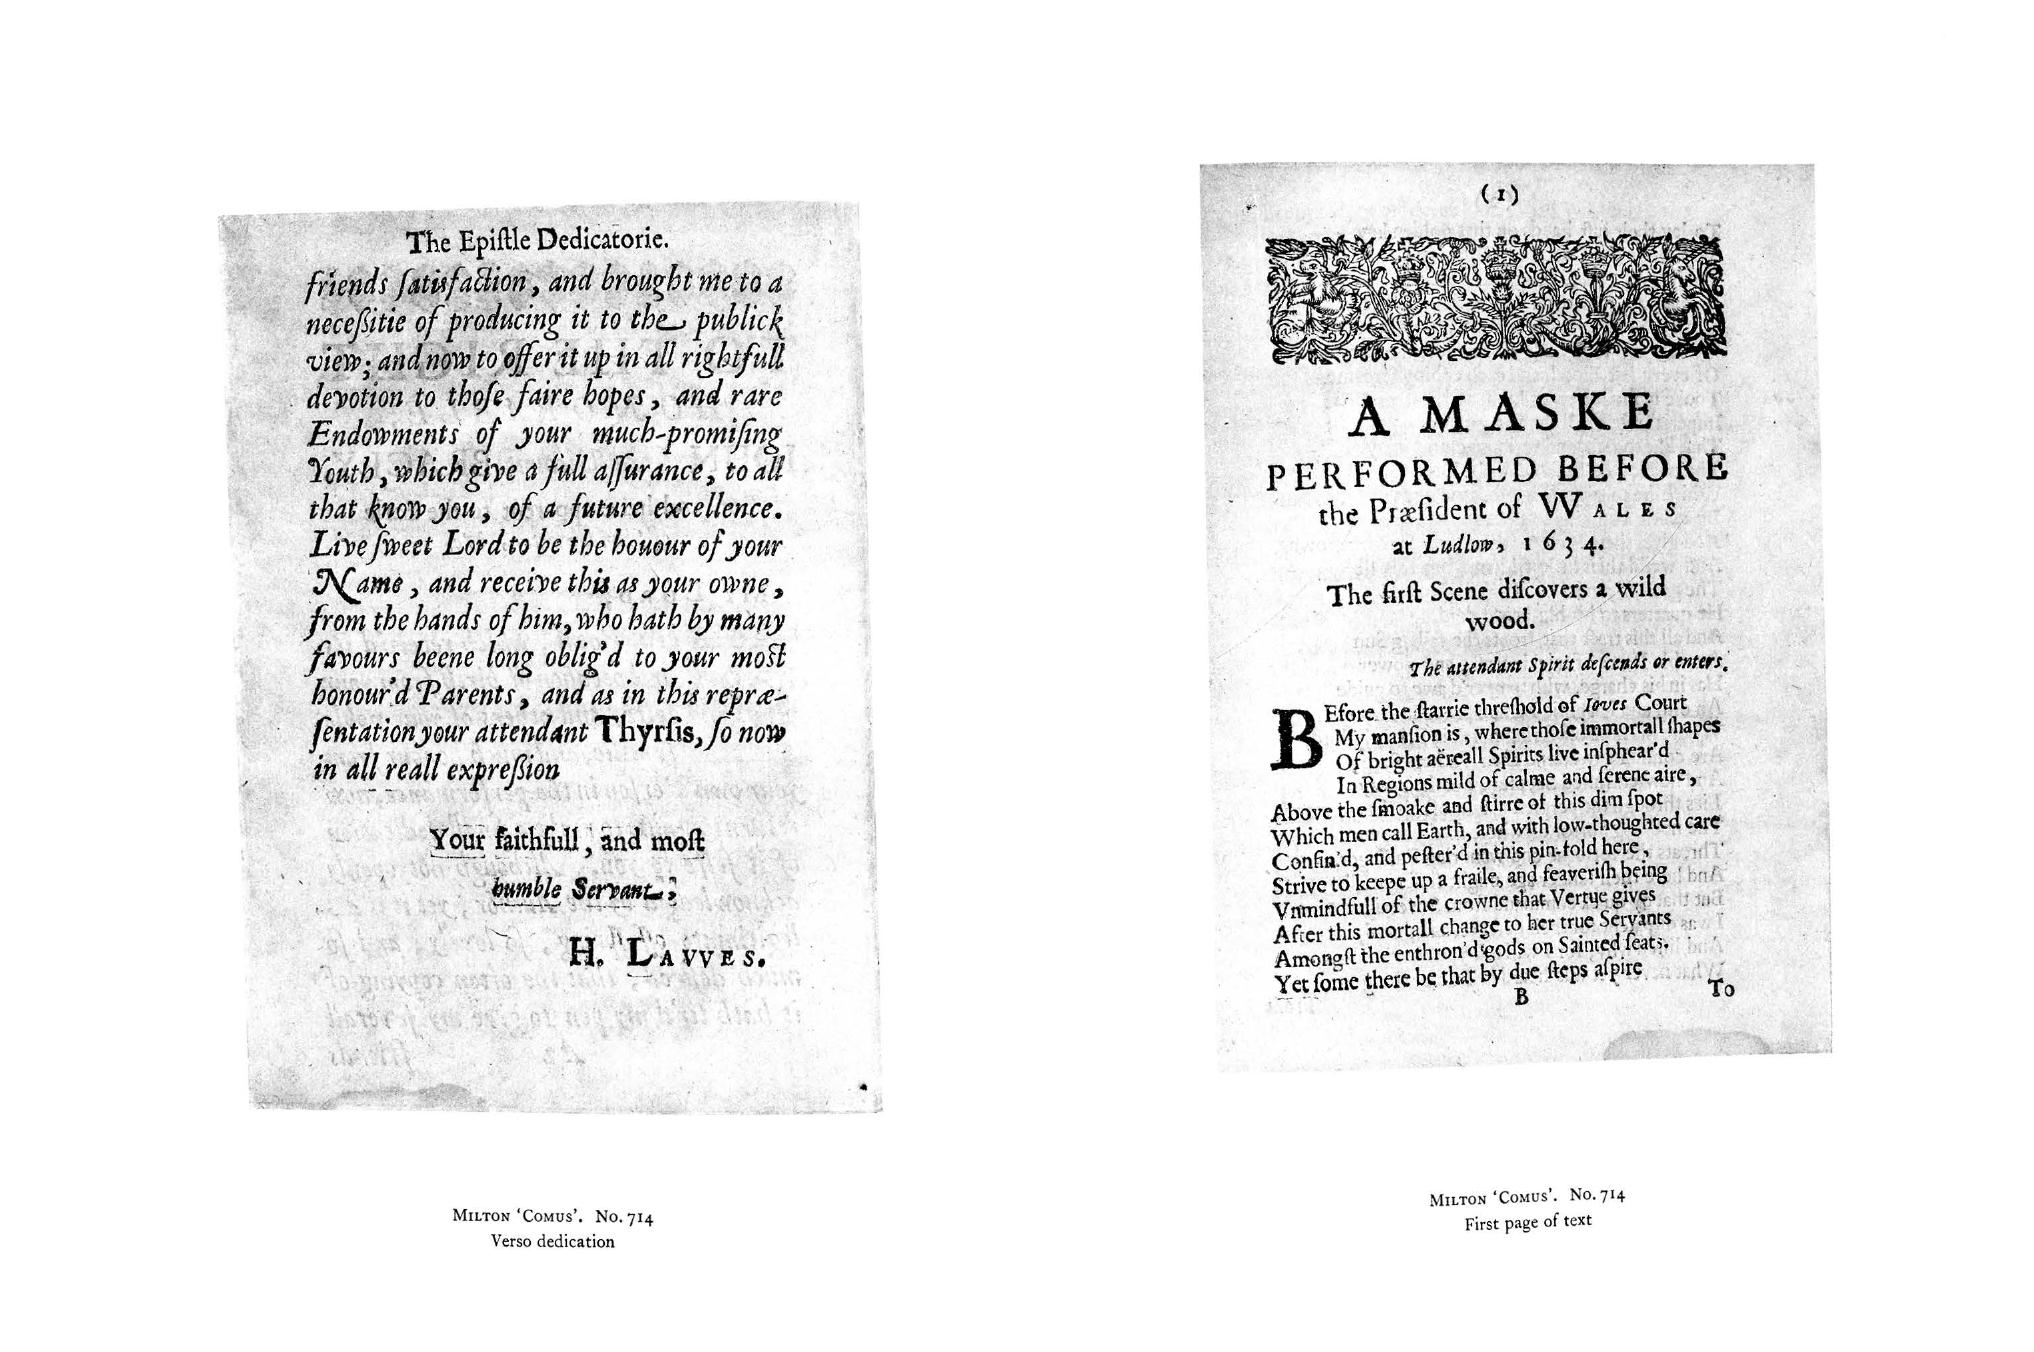 The Epiſtle Dedicatorie.
friends ſatisfaction, and brought me to a
neceßitie of producing it to the publick
view; and now to offer it up in all rightfull
devotion to thoſe faire hopes, and rare
Endowments of your much-promiſing
Youth, which give a full aſſurance, to all
that know you, of a future excellence.
Live ſweet Lord to be the houour of your
Name, and receive this as your owne,
from the hands of him, who hath by many
favours beene long oblig'd to your moſt
honour'd Parents, and as in this repræ-
ſentation your attendant Thyrſis, ſo now
in all reall expreßion
Your faithfull, and moſt
humble Servant,
H. LAVVES.
MILTON 'COMUS'. No. 714
Verso dedication
(1)
A MASKE
PERFORMED BEFORE
the Præſident of WALES
at Ludlow, 1634.
The firſt Scene diſcovers a wild
wood.
The attendant Spirit deſcends or enters.
BEfore the ſtarrie threſhold of Ioves Court
My manſion is, where thoſe immortall ſhapes
Of bright aëreall Spirits live inſphear'd
In Regions mild of calme and ſerene aire,
Above the ſmoake and ſtirre of this dim ſpot
Which men call Earth, and with low-thoughted care
Confin'd, and peſter'd in this pin-fold here,
Strive to keepe up a fraile, and feaveriſh being
Vnmindfull of the crowne that Vertue gives
After this mortall change to her true Servants
Amongſt the enthron'd gods on Sainted ſeats.
Yet ſome there be that by due ſteps aſpire
B To
MILTON 'COMUS'. No. 714
First page of text